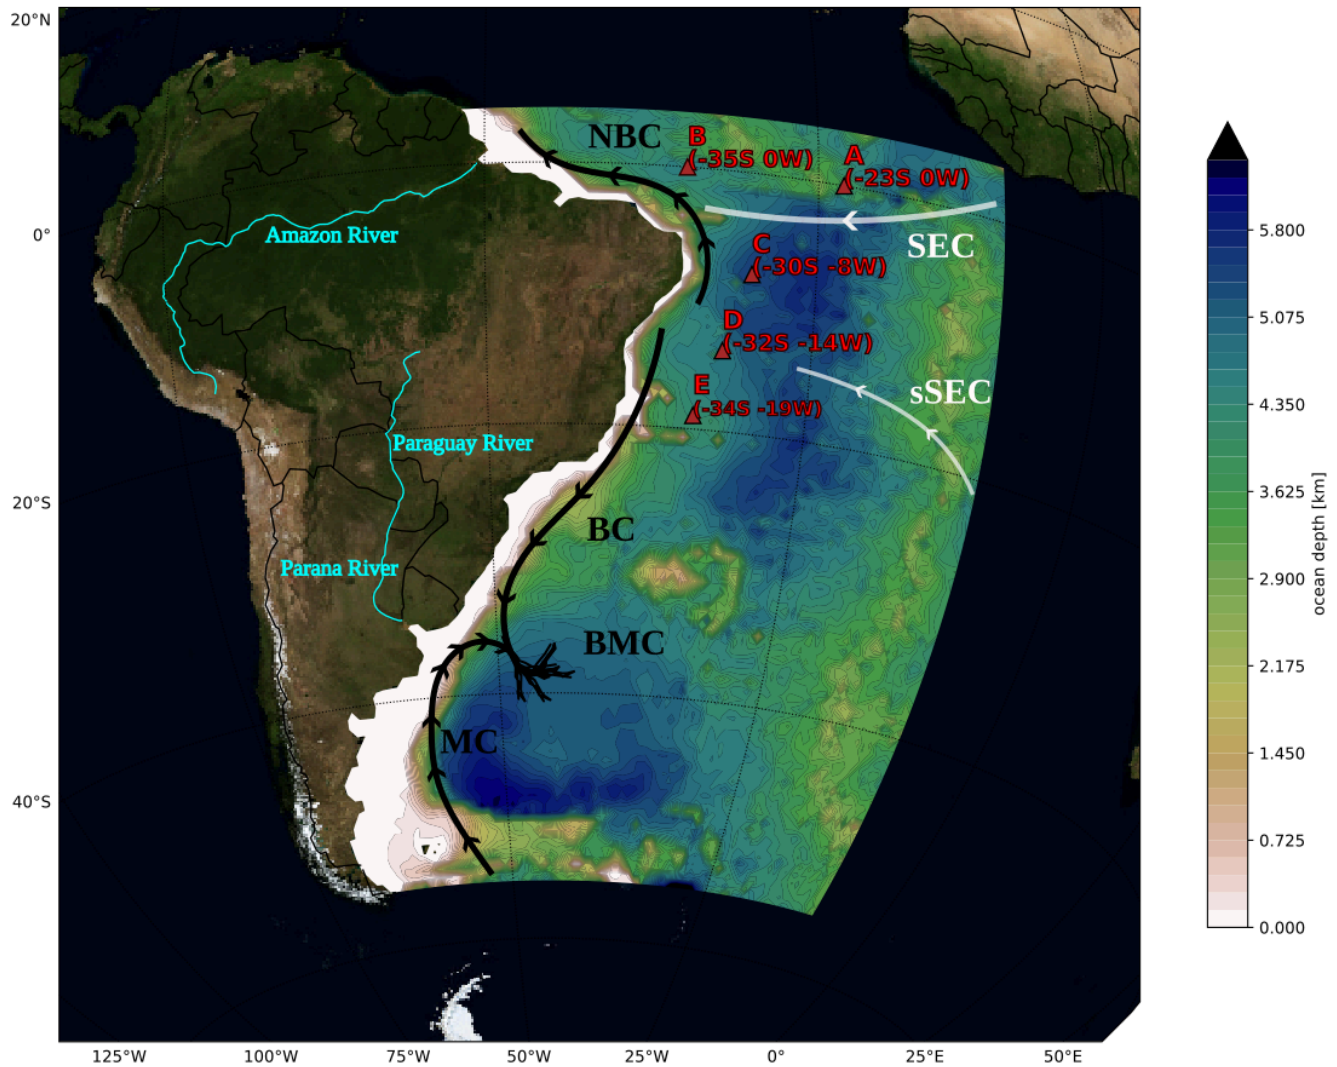 20°N
0°
20°S
40°S
NBC
B
(-35S 0W)
A
(-23S 0W)
Amazon River
SEC
C
(-30S -8W)
D
(-32S -14W)
E
(-34S -19W)
sSEC
Paraguay River
BC
Parana River
BMC
MC
125°W
100°W
75°W
50°W
25°W
0°
25°E
50°E
5.800
5.075
4.350
3.625
2.900
2.175
1.450
0.725
0.000
ocean depth [km]